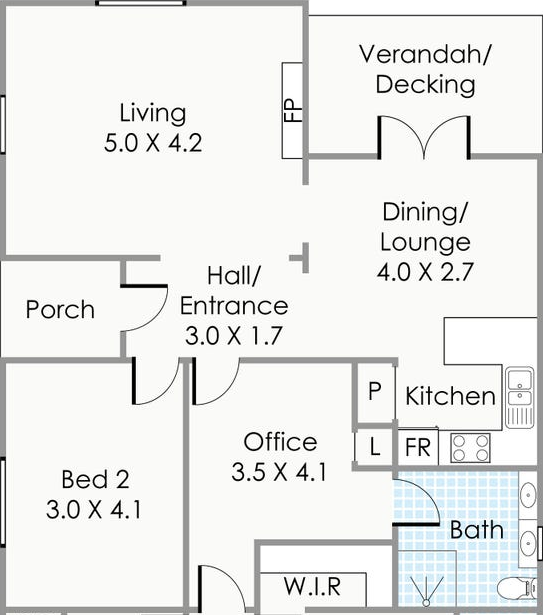 Verandah/
Decking
Living
5.0 X 4.2
FP
Dining/
Lounge
4.0 X 2.7
Hall/
Entrance
3.0 X 1.7
Porch
P
Kitchen
L
FR
Office
3.5 X 4.1
Bed 2
3.0 X 4.1
Bath
W.I.R